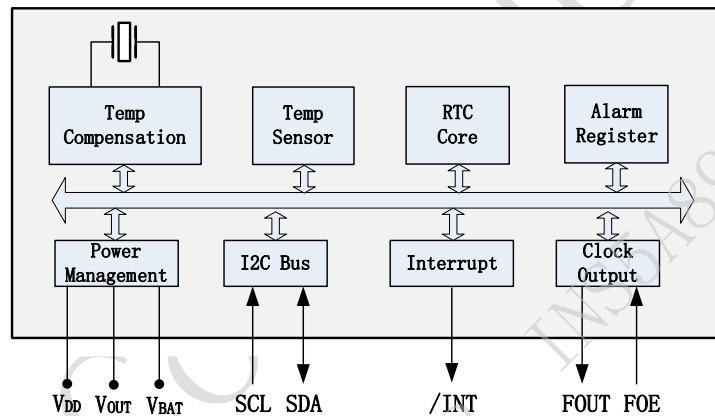 Temp
Compensation
Temp
Sensor
RTC
Core
Alarm
Register
Power
Management
I2C Bus
Interrupt
Clock
Output
VDD VOUT VBAT SCL SDA /INT FOUT FOE